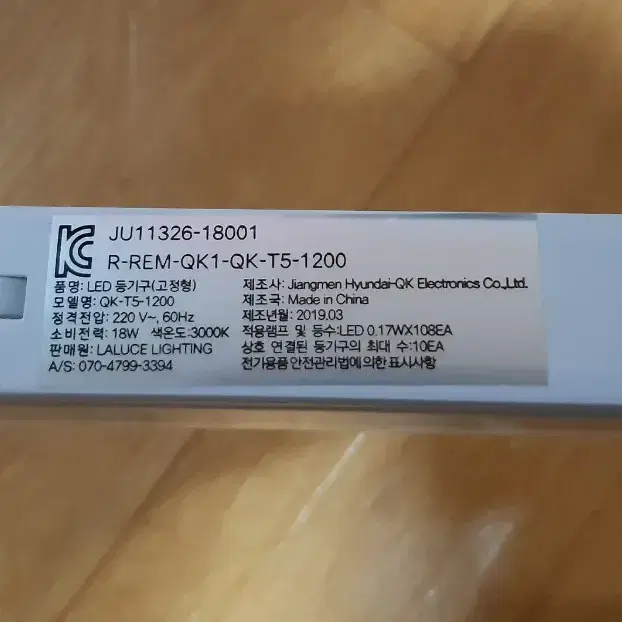 JU11326-18001
R-REM-QK1-QK-T5-1200
품명: LED 등기구(고정형)
모델명: QK-T5-1200
정격전압: 220 V~, 60Hz
소비전력: 18W 색온도:3000K
판매원: LALUCE LIGHTING
A/S: 070-4799-3394
제조사: Jiangmen Hyundai-QK Electronics Co.,Ltd.
제조국: Made in China
제조년월: 2019.03
적용램프 및 등수:LED 0.17WX108EA
상호 연결된 등기구의 최대 수:10EA
전기용품 안전관리법에 의한 표시사항